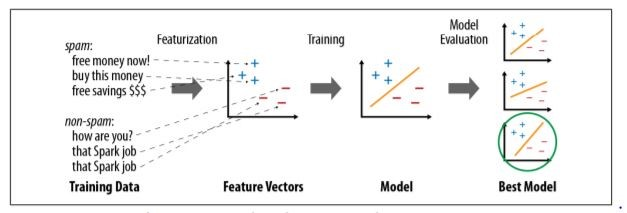 spam:
free money now!
buy this money
free savings $$$
non-spam:
how are you?
that Spark job
that Spark job
Training Data
Featurization
Feature Vectors
Training
Model
Model
Evaluation
Best Model